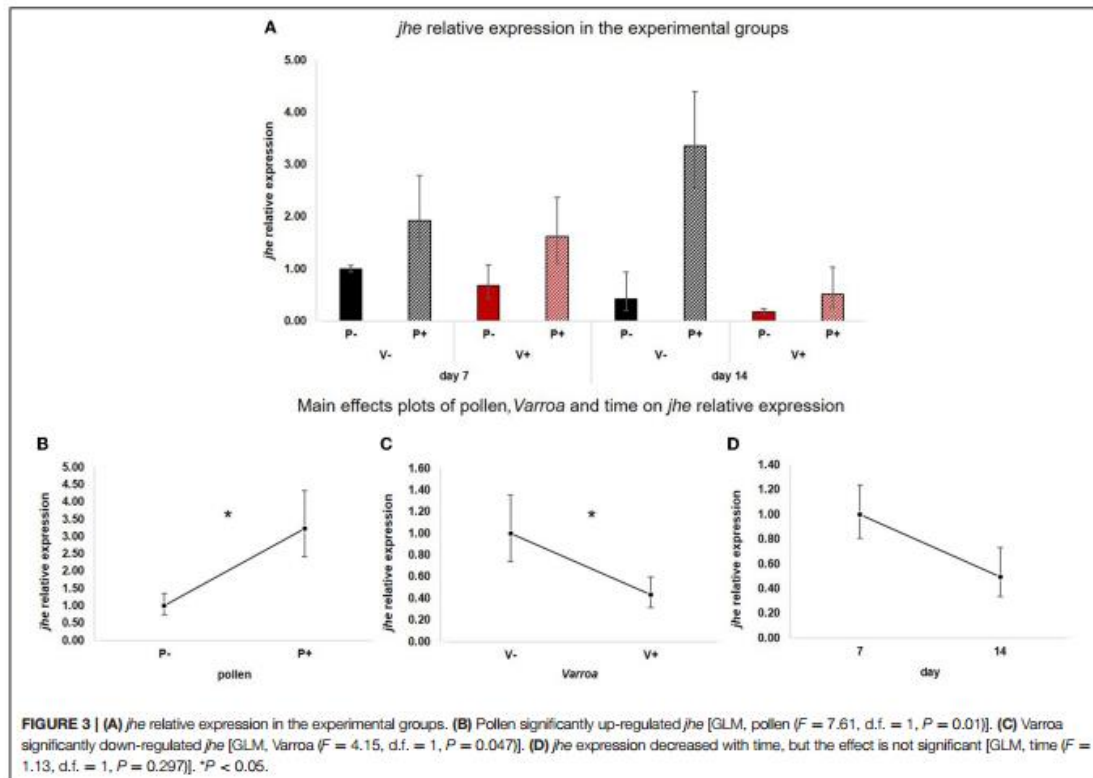 A
jhe relative expression in the experimental groups
jhe relative expression
5.00
4.00
3.00
2.00
1.00
0.00
P- P+ P- P+ P- P+ P- P+
V- V+ V- V+
day 7 day 14
Main effects plots of pollen, Varroa and time on jhe relative expression
B
jhe relative expression
5.00
4.50
4.00
3.50
3.00
2.50
2.00
1.50
1.00
0.50
0.00
*
P- P+
pollen
C
jhe relative expression
1.60
1.40
1.20
1.00
0.80
0.60
0.40
0.20
0.00
*
V- V+
Varroa
D
jhe relative expression
1.40
1.20
1.00
0.80
0.60
0.40
0.20
0.00
7 14
day
FIGURE 3 | (A) jhe relative expression in the experimental groups. (B) Pollen significantly up-regulated jhe [GLM, pollen (F = 7.61, d.f. = 1, P = 0.01)]. (C) Varroa
significantly down-regulated jhe [GLM, Varroa (F = 4.15, d.f. = 1, P = 0.047)]. (D) jhe expression decreased with time, but the effect is not significant [GLM, time (F =
1.13, d.f. = 1, P = 0.297)]. *P < 0.05.